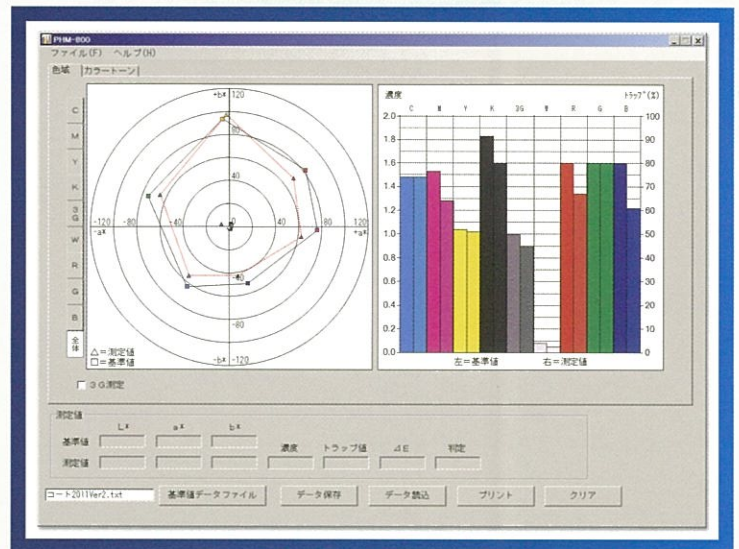 PHM-800
ファイル(F) ヘルプ(H)
色域 カラートーン
C
M
Y
K
3G
W
R
G
B
全体
+b* 120
80
40
-120 -80 -40 0 40 80 120
-a* +a*
-40
-80
-b* -120
△=測定値
□=基準値
濃度 トラップ(%)
C M Y K 3G W R G B
2.0 100
1.8 90
1.6 80
1.4 70
1.2 60
1.0 50
0.8 40
0.6 30
0.4 20
0.2 10
0.0 0
左=基準値 右=測定値
3G測定
測定値
L* a* b*
基準値
濃度 トラップ値 ⊿E 判定
測定値
コート2011Ver2.txt 基準値データファイル データ保存 データ読込 プリント クリア